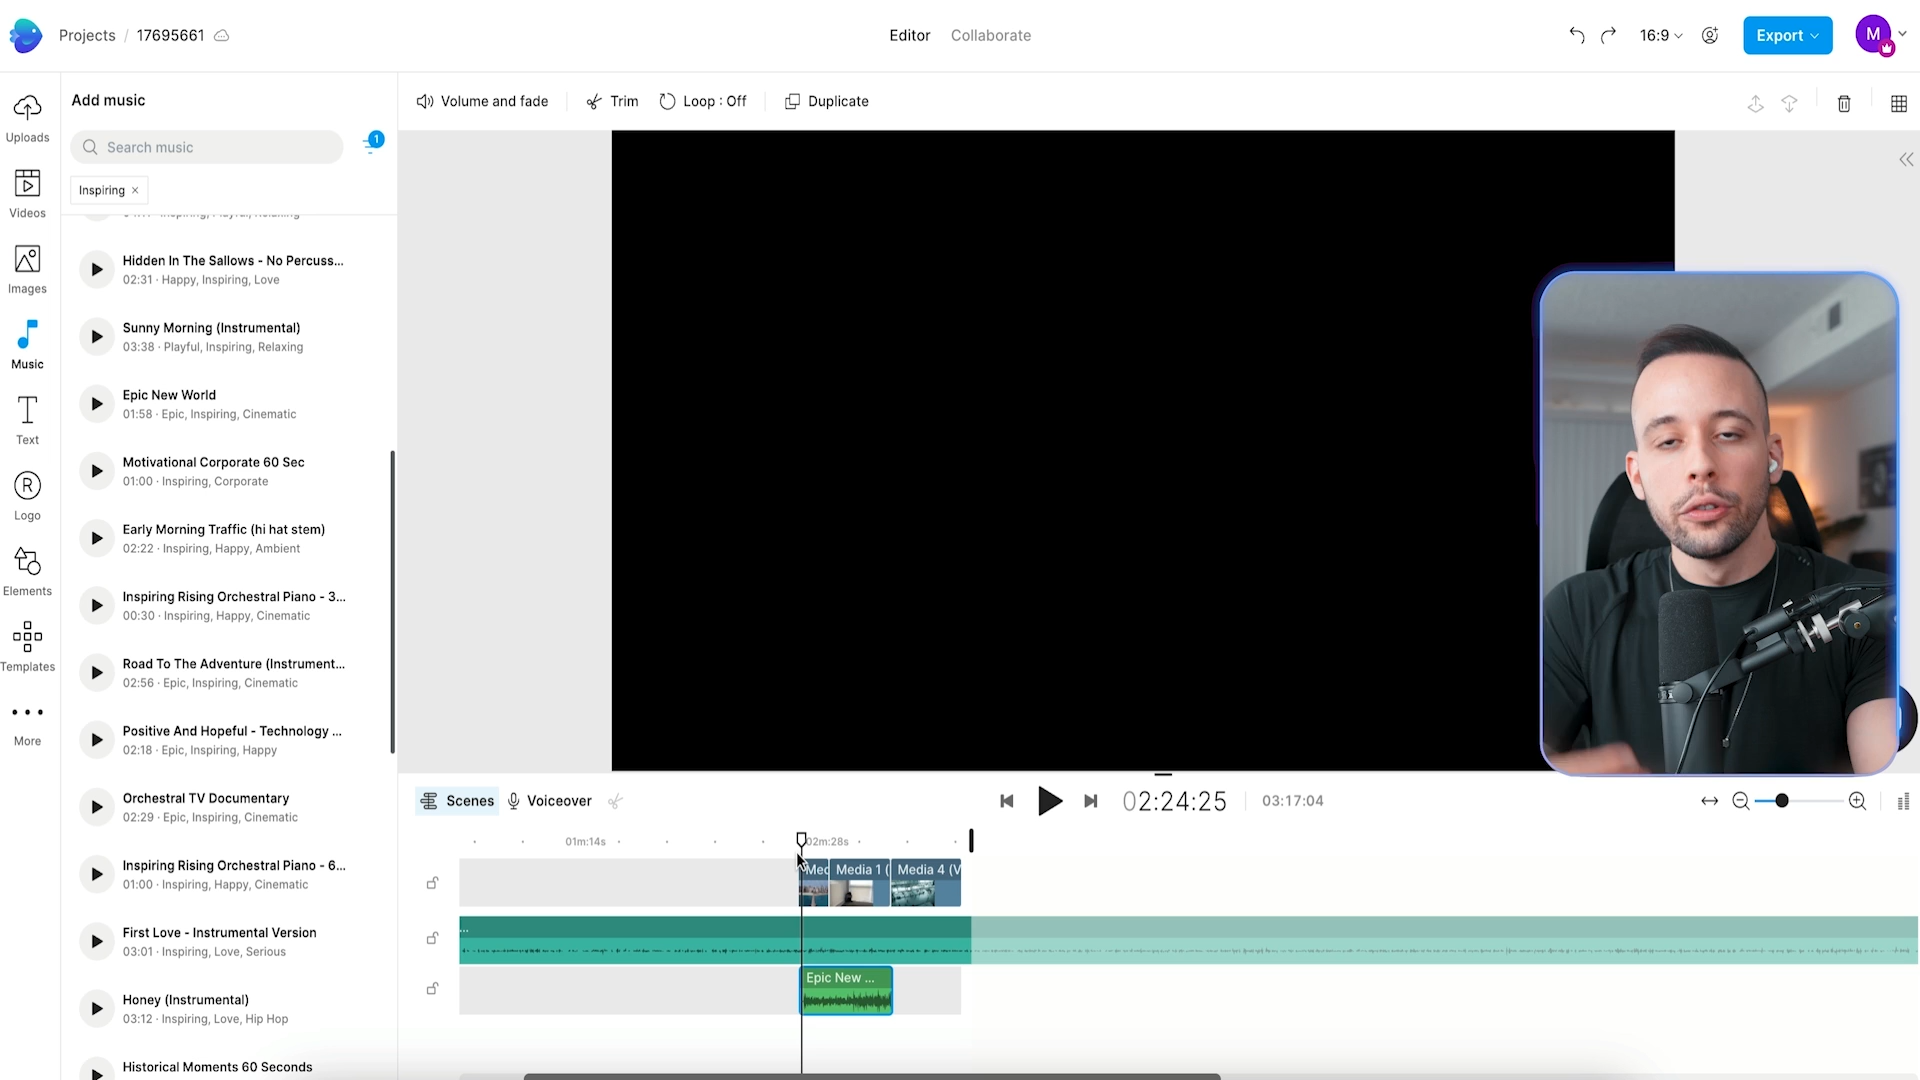 Projects / 17695661
Editor
Collaborate
16:9
Export
M
Uploads
Videos
Images
Music
Text
R
Logo
Elements
Templates
More
Add music
Search music
1
Inspiring ×
Hidden In The Sallows - No Percuss...
02:31 · Happy, Inspiring, Love
Sunny Morning (Instrumental)
03:38 · Playful, Inspiring, Relaxing
Epic New World
01:58 · Epic, Inspiring, Cinematic
Motivational Corporate 60 Sec
01:00 · Inspiring, Corporate
Early Morning Traffic (hi hat stem)
02:22 · Inspiring, Happy, Ambient
Inspiring Rising Orchestral Piano - 3...
00:30 · Inspiring, Happy, Cinematic
Road To The Adventure (Instrument...
02:56 · Epic, Inspiring, Cinematic
Positive And Hopeful - Technology ...
02:18 · Epic, Inspiring, Happy
Orchestral TV Documentary
02:29 · Epic, Inspiring, Cinematic
Inspiring Rising Orchestral Piano - 6...
01:00 · Inspiring, Happy, Cinematic
First Love - Instrumental Version
03:01 · Inspiring, Love, Serious
Honey (Instrumental)
03:12 · Inspiring, Love, Hip Hop
Historical Moments 60 Seconds
Volume and fade
Trim
Loop : Off
Duplicate
Scenes
Voiceover
02:24:25
03:17:04
01m:14s
02m:28s
Med
Media 1 (
Media 4 (V
...
Epic New ...